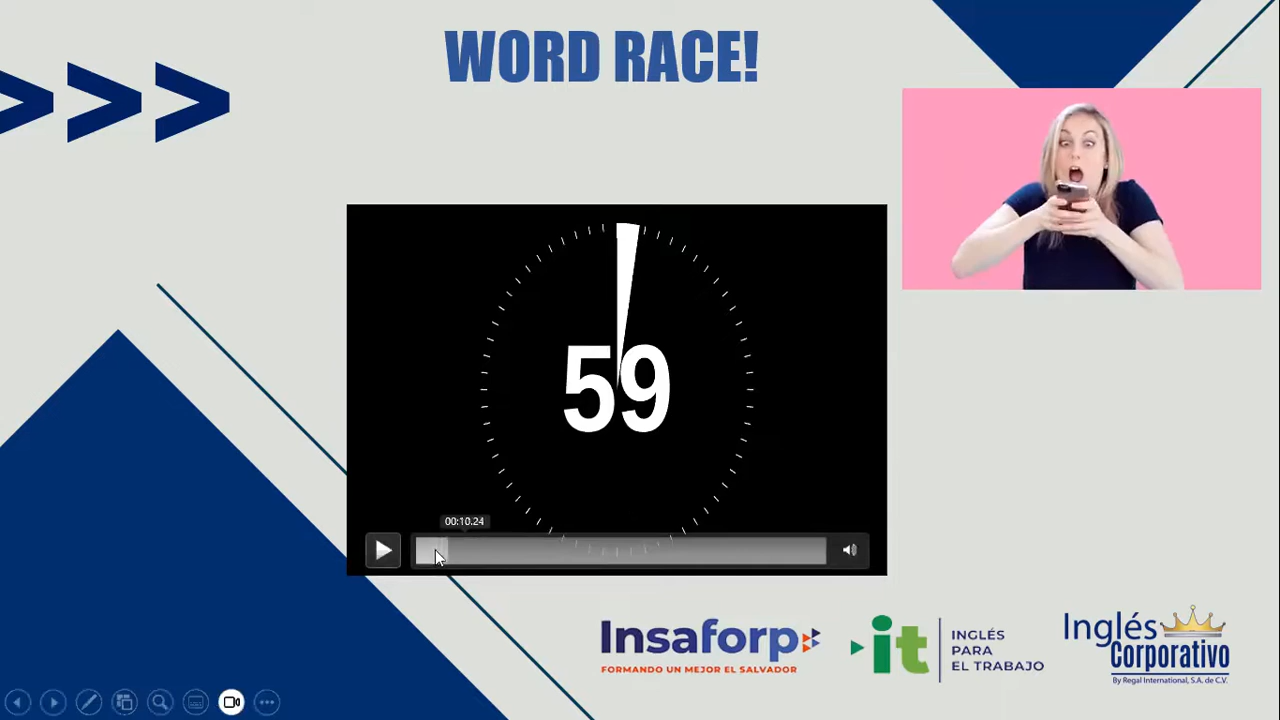 WORD RACE!
59
00:10.24
Insaforp
FORMANDO UN MEJOR EL SALVADOR
it
INGLÉS
PARA
EL TRABAJO
Inglés
Corporativo
By Regal International, S.A. de C.V.